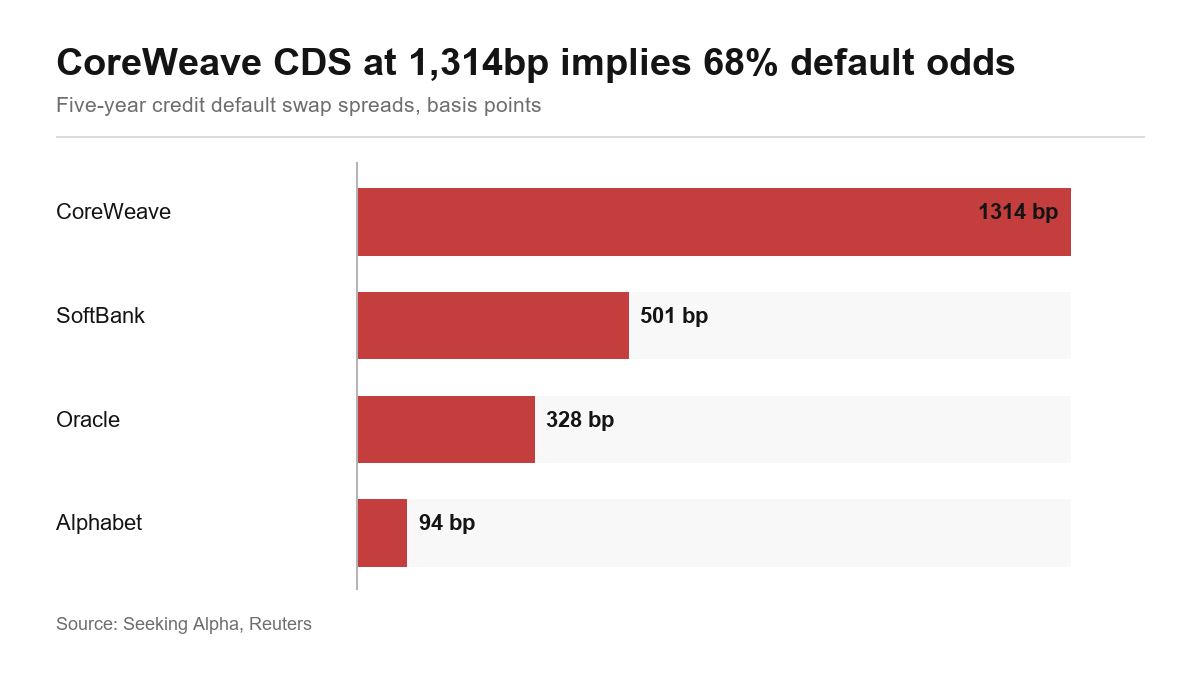 CoreWeave CDS at 1,314bp implies 68% default odds
Five-year credit default swap spreads, basis points
CoreWeave
1314 bp
SoftBank
501 bp
Oracle
328 bp
Alphabet
94 bp
Source: Seeking Alpha, Reuters